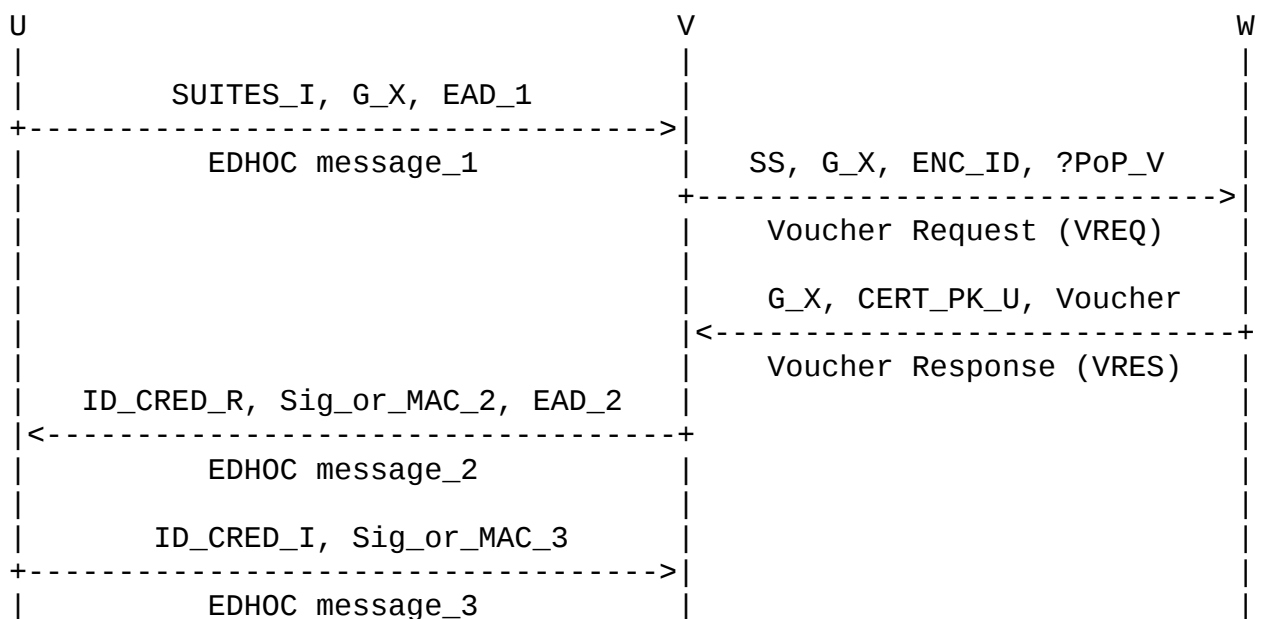 U V W
SUITES_I, G_X, EAD_1
EDHOC message_1
SS, G_X, ENC_ID, ?PoP_V
Voucher Request (VREQ)
G_X, CERT_PK_U, Voucher
Voucher Response (VRES)
ID_CRED_R, Sig_or_MAC_2, EAD_2
EDHOC message_2
ID_CRED_I, Sig_or_MAC_3
EDHOC message_3